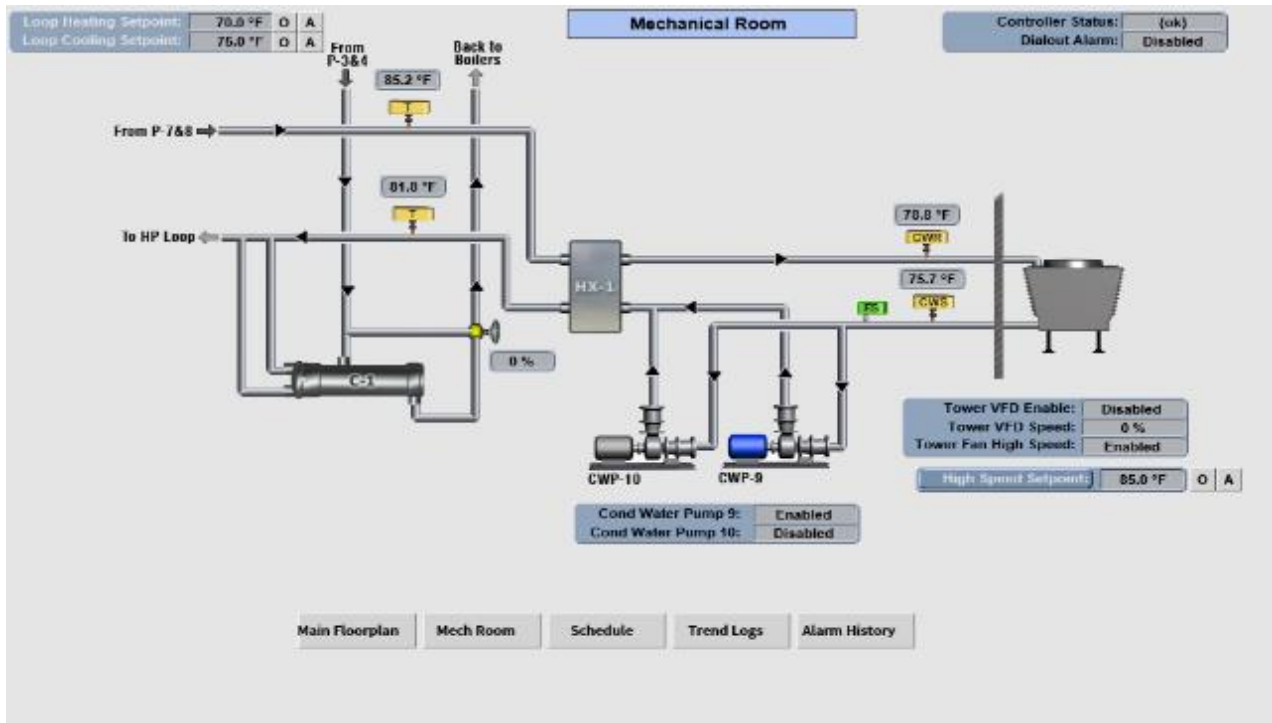 Loop Heating Setpoint: 70.0 °F O A
Loop Cooling Setpoint: 75.0 °F O A
Mechanical Room
Controller Status: {ok}
Dialout Alarm: Disabled
From
P-3&4
Back to
Boilers
85.2 °F
T
From P-7&8
81.8 °F
T
To HP Loop
HX-1
78.8 °F
CWR
75.7 °F
CWS
FS
0 %
C-1
CWP-10
CWP-9
Tower VFD Enable: Disabled
Tower VFD Speed: 0 %
Tower Fan High Speed: Enabled
High Speed Setpoint: 85.0 °F O A
Cond Water Pump 9: Enabled
Cond Water Pump 10: Disabled
Main Floorplan
Mech Room
Schedule
Trend Logs
Alarm History